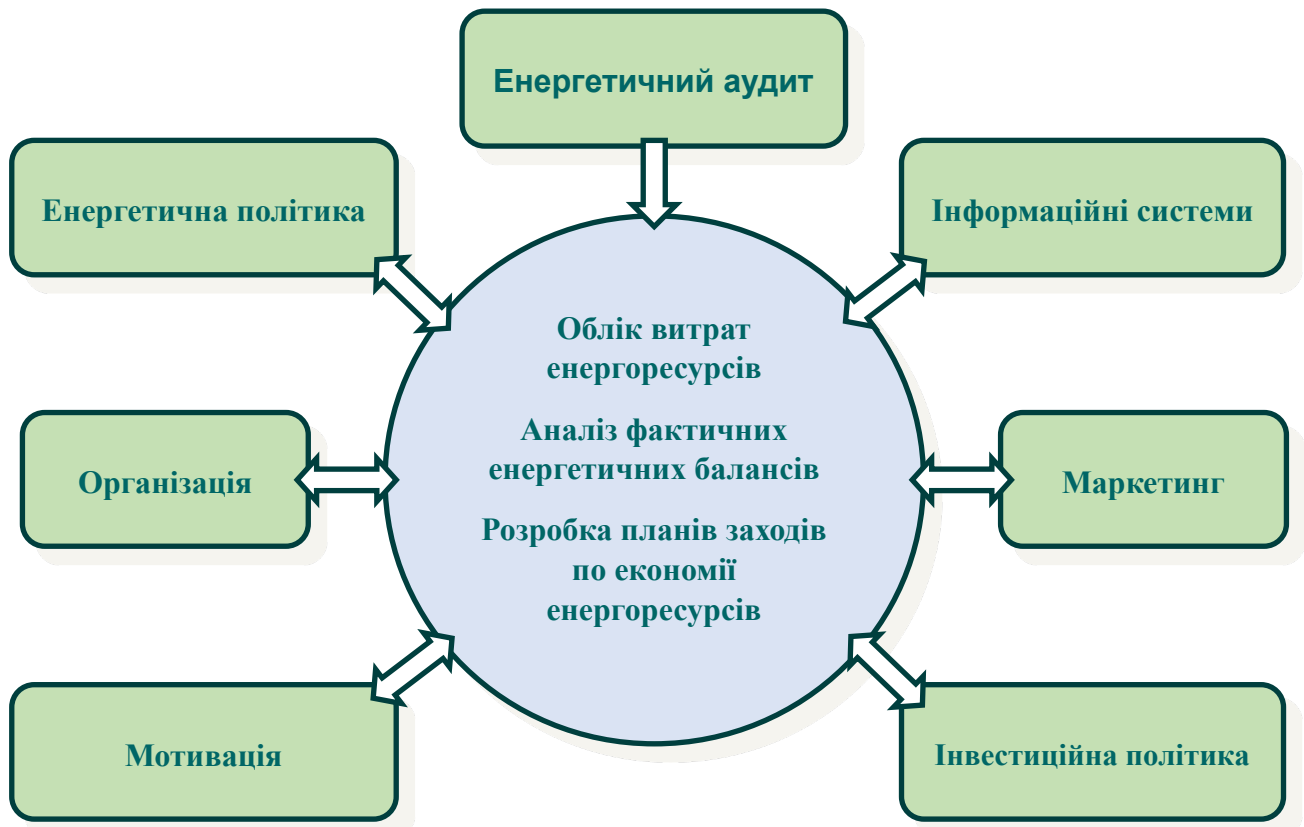 Енергетичний аудит
Енергетична політика
Інформаційні системи
Облік витрат
енергоресурсів
Аналіз фактичних
енергетичних балансів
Розробка планів заходів
по економії
енергоресурсів
Організація
Маркетинг
Мотивація
Інвестиційна політика